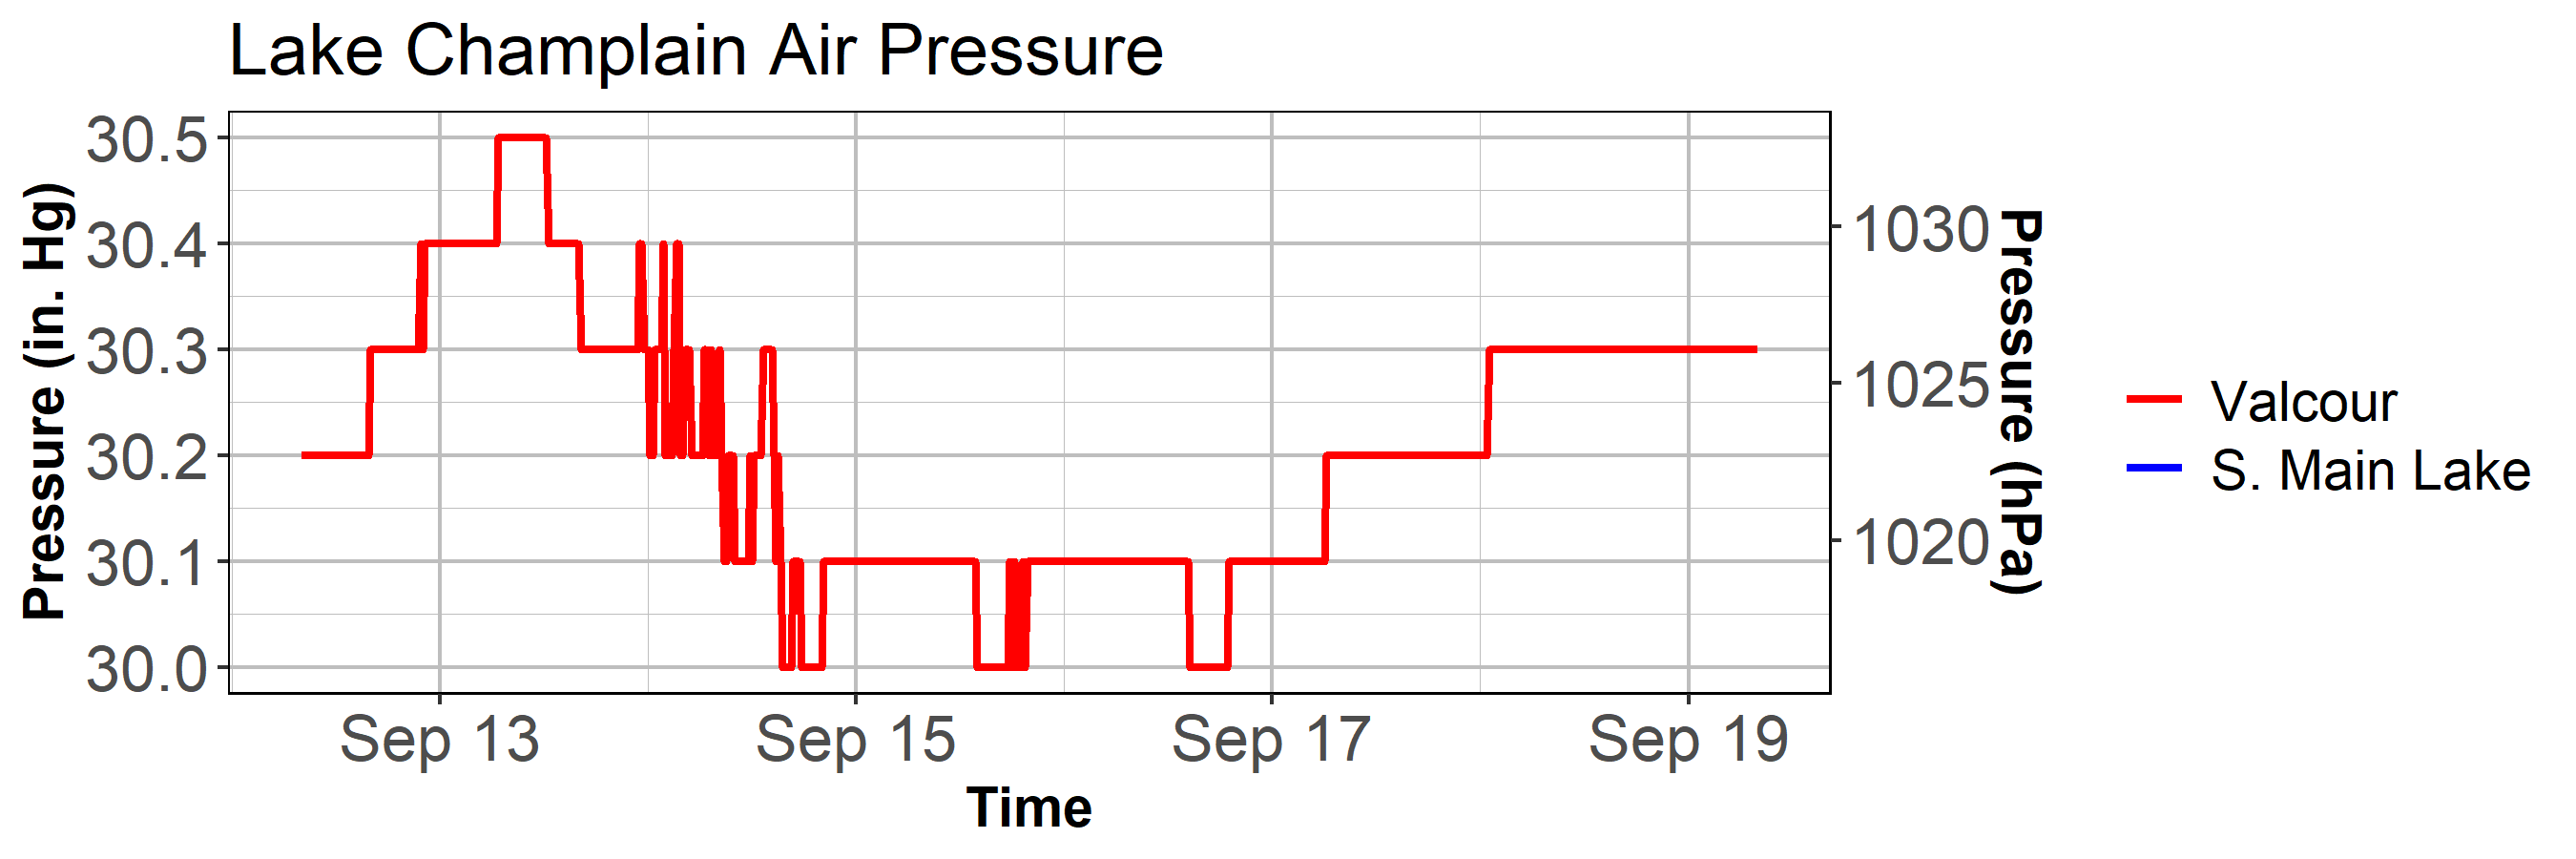 Lake Champlain Air Pressure
Pressure (in. Hg)
30.5
30.4
30.3
30.2
30.1
30.0
Sep 13
Sep 15
Sep 17
Sep 19
Time
1030
1025
1020
Pressure (hPa)
Valcour
S. Main Lake